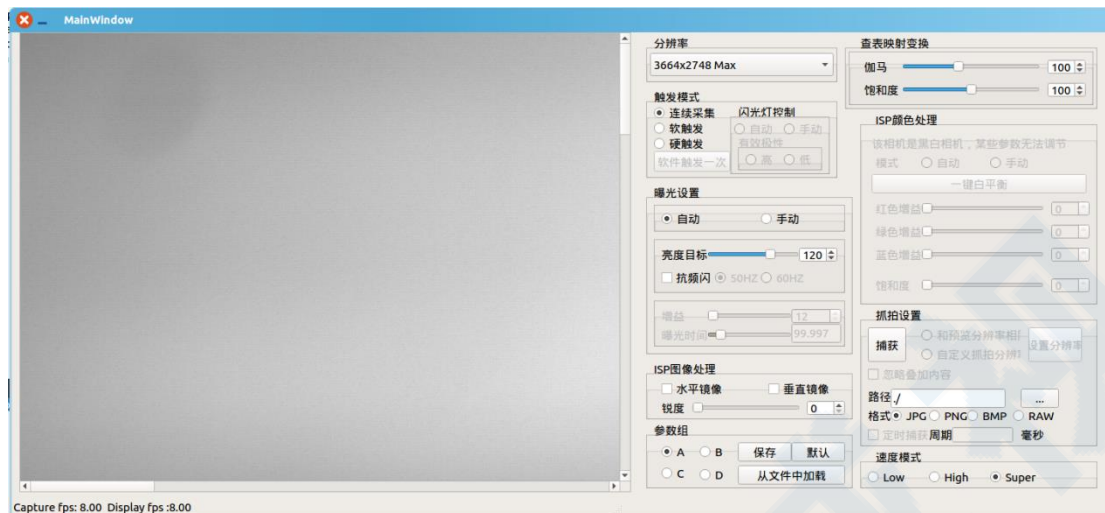 MainWindow
分辨率
3664x2748 Max
触发模式
连续采集
闪光灯控制
软触发
自动
手动
硬触发
有效极性
软件触发一次
高
低
曝光设置
自动
手动
亮度目标
120
抗频闪
50HZ
60HZ
增益
12
曝光时间
99.997
ISP图像处理
水平镜像
垂直镜像
锐度
0
参数组
A
B
保存
默认
C
D
从文件中加载
查表映射变换
伽马
100
饱和度
100
ISP颜色处理
该相机是黑白相机，某些参数无法调节
模式
自动
手动
一键白平衡
红色增益
0
绿色增益
0
蓝色增益
0
饱和度
0
抓拍设置
捕获
和预览分辨率相
自定义抓拍分辨
设置分辨率
忽略叠加内容
路径
./
...
格式
JPG
PNG
BMP
RAW
定时捕获
周期
毫秒
速度模式
Low
High
Super
Capture fps: 8.00 Display fps :8.00